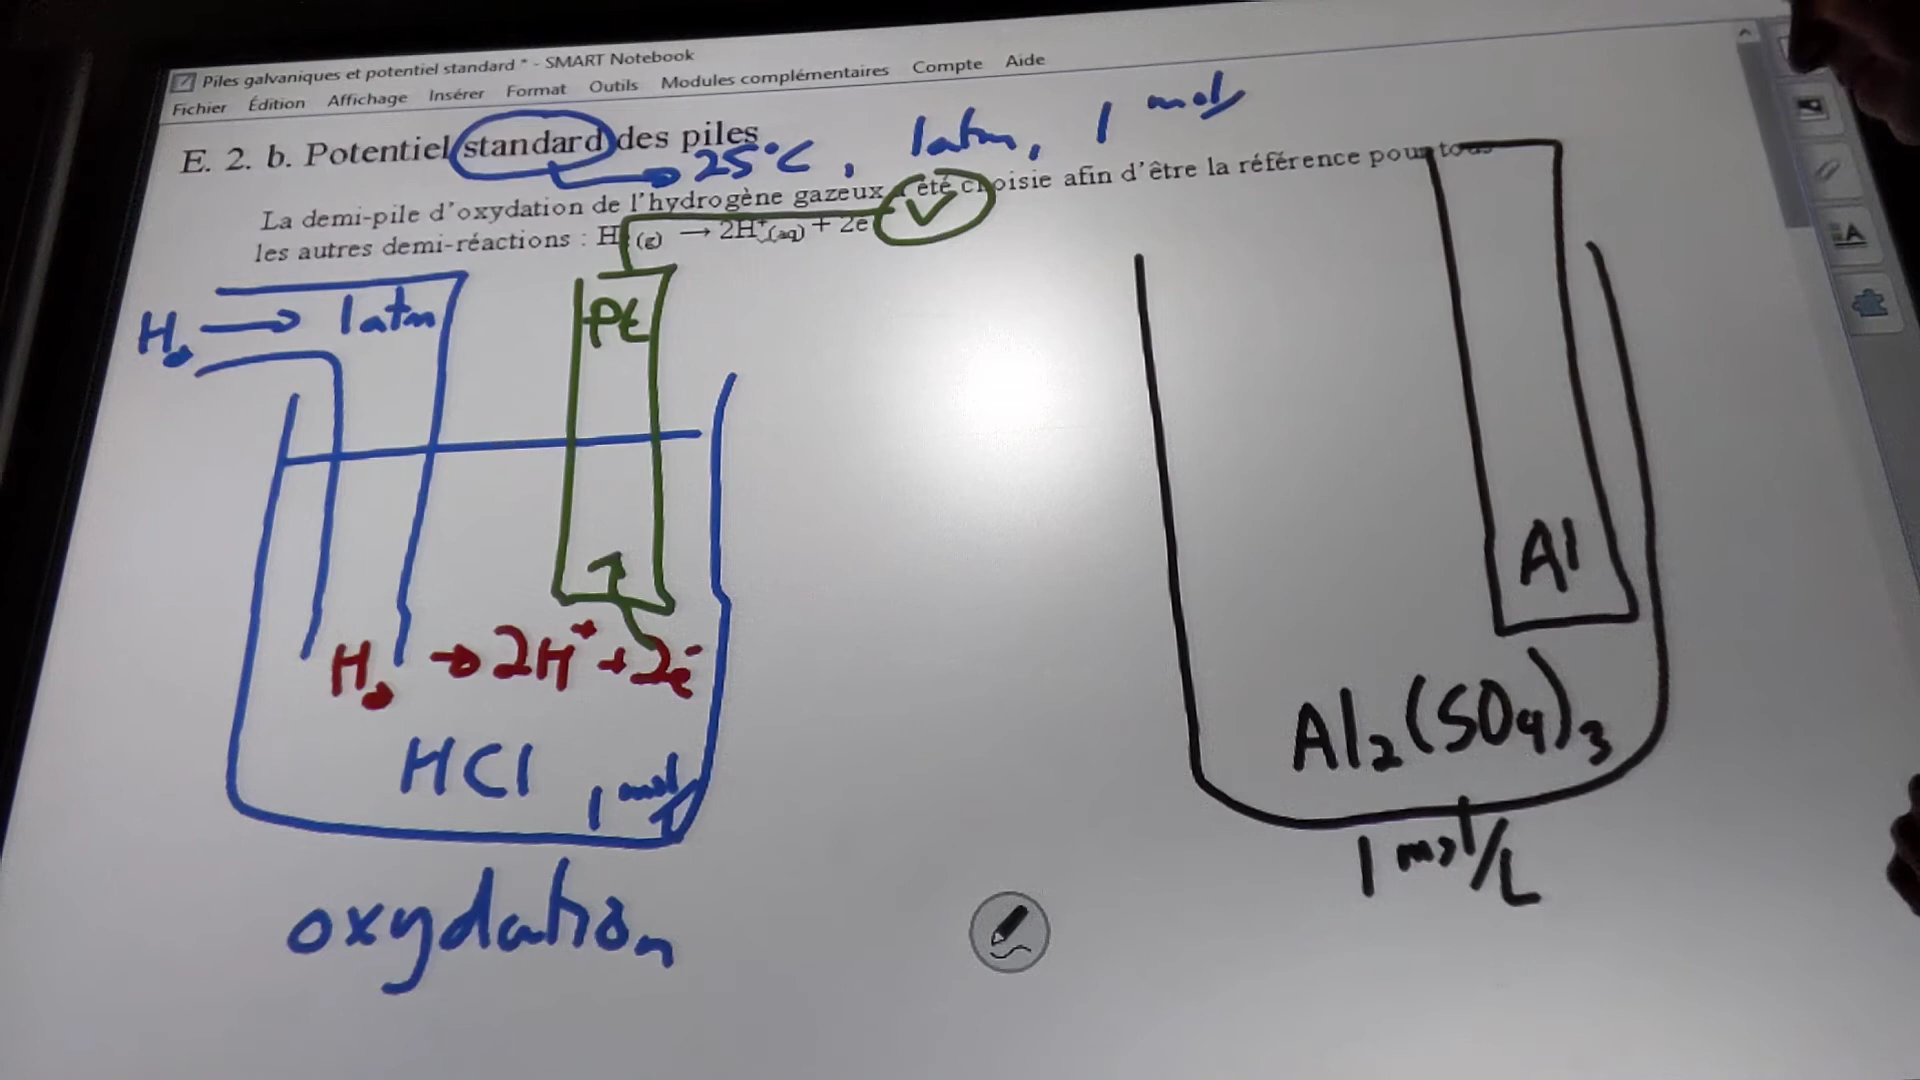 Piles galvaniques et potentiel standard * - SMART Notebook
Fichier Édition Affichage Insérer Format Outils Modules complémentaires Compte Aide
E. 2. b. Potentiel standard des piles
25°C, 1atm, 1 mol/
La demi-pile d'oxydation de l'hydrogène gazeux a été choisie afin d'être la référence pour tous
les autres demi-réactions : H (g) → 2H⁺(aq) + 2e
H₂ → 1atm
Pt
Al
H₂ → 2H⁺ + 2e⁻
Al₂(SO₄)₃
HCl
1 mol/L
1 mol/L
oxydation
A